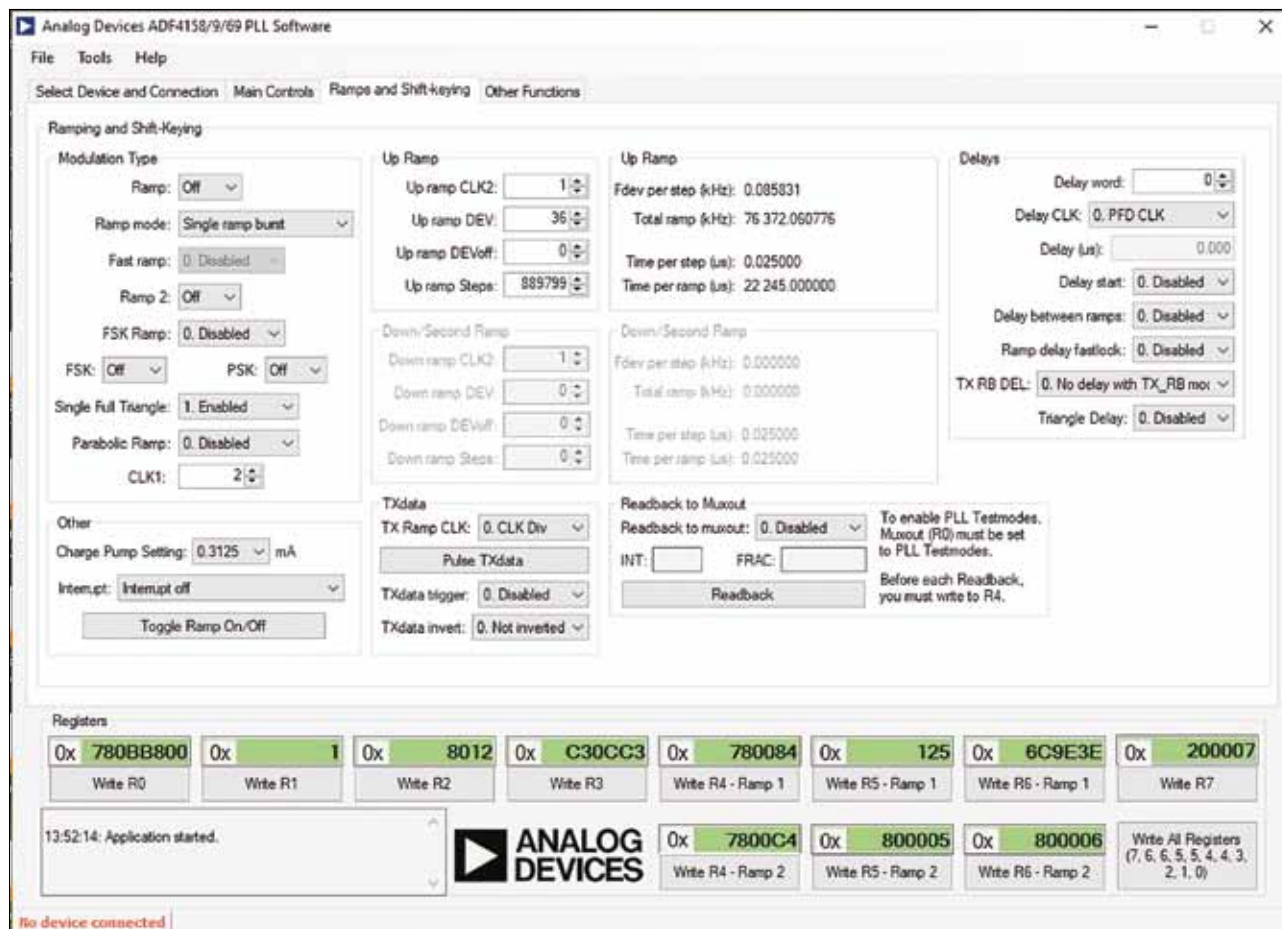 Analog Devices ADF4158/9/69 PLL Software
File Tools Help
Select Device and Connection Main Controls Ramps and Shift-keying Other Functions
Ramping and Shift-Keying
Modulation Type
Ramp: Off
Ramp mode: Single ramp burst
Fast ramp: 0. Disabled
Ramp 2: Off
FSK Ramp: 0. Disabled
FSK: Off PSK: Off
Single Full Triangle: 1. Enabled
Parabolic Ramp: 0. Disabled
CLK1: 2
Other
Charge Pump Setting: 0.3125 mA
Interrupt: Interrupt off
Toggle Ramp On/Off
Up Ramp
Up ramp CLK2: 1
Up ramp DEV: 36
Up ramp DEVoff: 0
Up ramp Steps: 889799
Down/Second Ramp
Down ramp CLK2: 1
Down ramp DEV: 0
Down ramp DEVoff: 0
Down ramp Steps: 0
TXdata
TX Ramp CLK: 0. CLK Div
Pulse TXdata
TXdata trigger: 0. Disabled
TXdata invert: 0. Not inverted
Up Ramp
Fdev per step (kHz): 0.085831
Total ramp (kHz): 76 372.060776
Time per step (us): 0.025000
Time per ramp (us): 22 245.000000
Down/Second Ramp
Fdev per step (kHz): 0.000000
Total ramp (kHz): 0.000000
Time per step (us): 0.025000
Time per ramp (us): 0.025000
Readback to Muxout
Readback to muxout: 0. Disabled
INT: FRAC:
Readback
To enable PLL Testmodes.
Muxout (R0) must be set
to PLL Testmodes.
Before each Readback,
you must write to R4.
Delays
Delay word: 0
Delay CLK: 0. PFD CLK
Delay (us): 0.000
Delay start: 0. Disabled
Delay between ramps: 0. Disabled
Ramp delay fastlock: 0. Disabled
TX RB DEL: 0. No delay with TX_RB mo
Triangle Delay: 0. Disabled
Registers
0x 780BB800 0x 1 0x 8012 0x C30CC3 0x 780084 0x 125 0x 6C9E3E 0x 200007
Write R0 Write R1 Write R2 Write R3 Write R4 - Ramp 1 Write R5 - Ramp 1 Write R6 - Ramp 1 Write R7
13:52:14: Application started.
ANALOG
DEVICES
0x 7800C4 0x 800005 0x 800006
Write R4 - Ramp 2 Write R5 - Ramp 2 Write R6 - Ramp 2
Write All Registers
(7, 6, 6, 5, 5, 4, 4, 3,
2, 1, 0)
No device connected